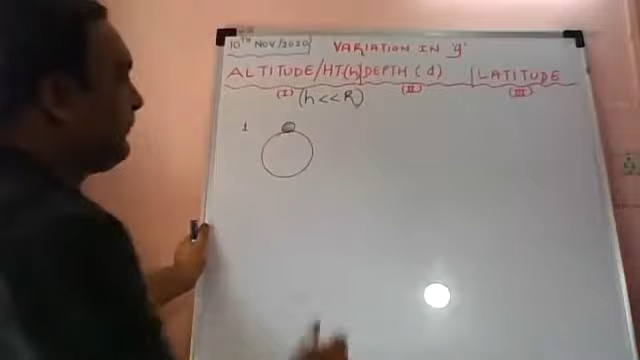 10TH NOV/2020
VARIATION IN 'g'
ALTITUDE/HT(h) DEPTH (d) LATITUDE
(I) (II) (III)
(h<<R)
1